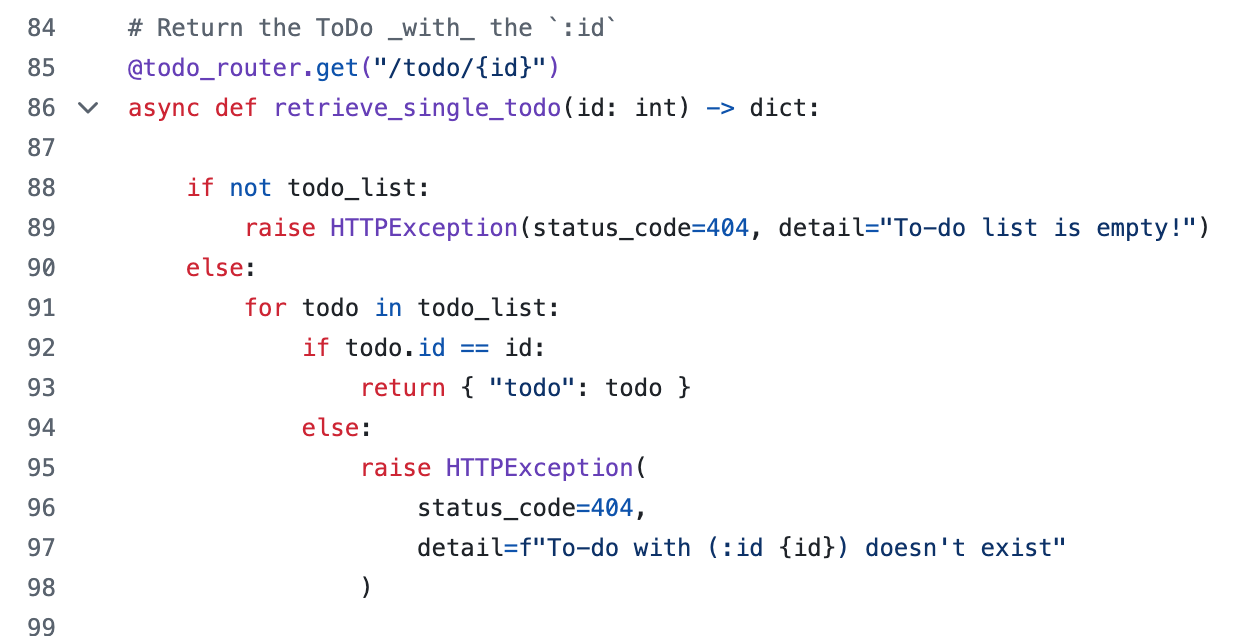 84 # Return the ToDo _with_ the `:id`
85 @todo_router.get("/todo/{id}")
86 async def retrieve_single_todo(id: int) -> dict:
87
88     if not todo_list:
89         raise HTTPException(status_code=404, detail="To-do list is empty!")
90     else:
91         for todo in todo_list:
92             if todo.id == id:
93                 return { "todo": todo }
94             else:
95                 raise HTTPException(
96                     status_code=404,
97                     detail=f"To-do with (:id {id}) doesn't exist"
98                 )
99